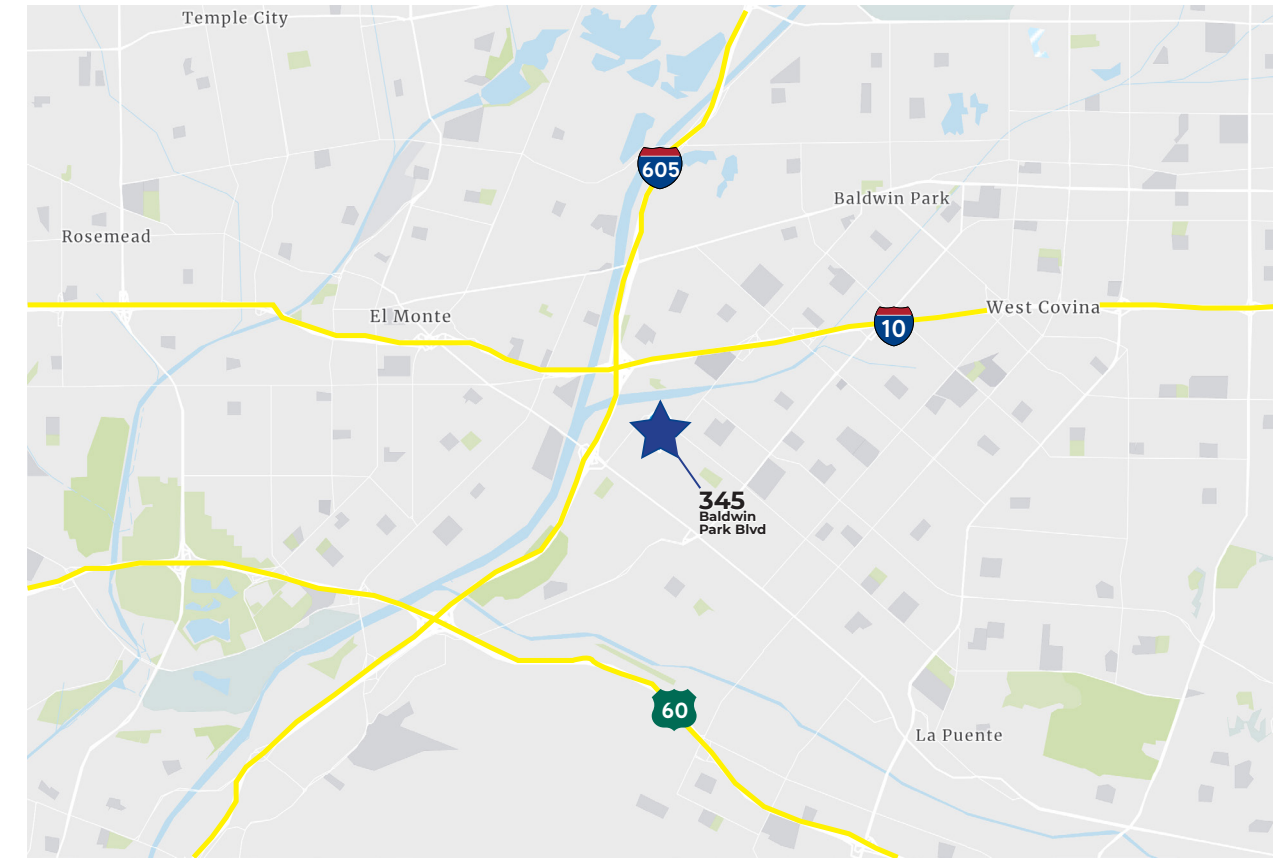 Temple City
605
Baldwin Park
Rosemead
West Covina
El Monte
10
345
Baldwin
Park Blvd
60
La Puente